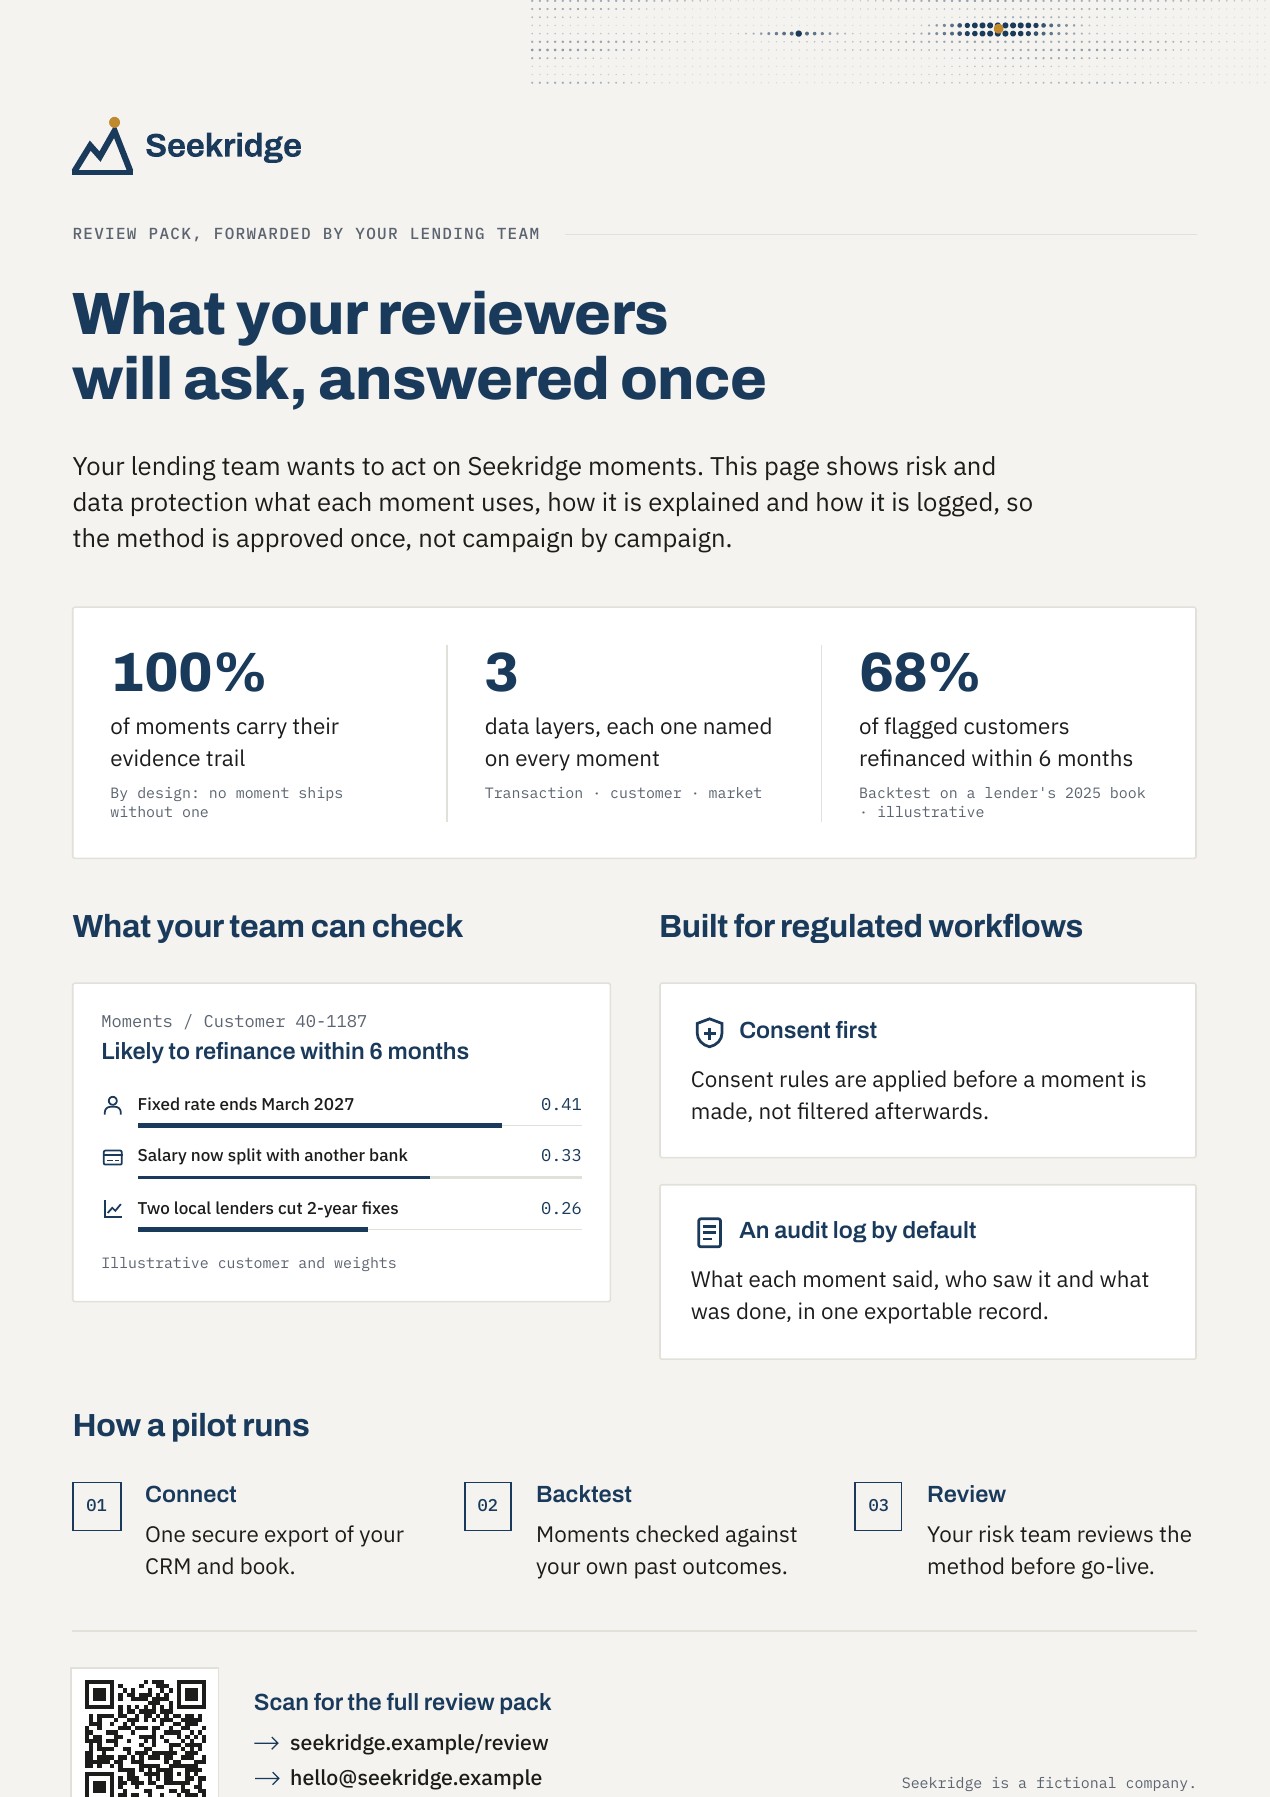 Seekridge
REVIEW PACK, FORWARDED BY YOUR LENDING TEAM
What your reviewers
will ask, answered once
Your lending team wants to act on Seekridge moments. This page shows risk and
data protection what each moment uses, how it is explained and how it is logged, so
the method is approved once, not campaign by campaign.
100%
of moments carry their
evidence trail
By design: no moment ships
without one
3
data layers, each one named
on every moment
Transaction · customer · market
68%
of flagged customers
refinanced within 6 months
Backtest on a lender's 2025 book
· illustrative
What your team can check
Moments / Customer 40-1187
Likely to refinance within 6 months
Fixed rate ends March 2027 0.41
Salary now split with another bank 0.33
Two local lenders cut 2-year fixes 0.26
Illustrative customer and weights
Built for regulated workflows
Consent first
Consent rules are applied before a moment is
made, not filtered afterwards.
An audit log by default
What each moment said, who saw it and what
was done, in one exportable record.
How a pilot runs
01
Connect
One secure export of your
CRM and book.
02
Backtest
Moments checked against
your own past outcomes.
03
Review
Your risk team reviews the
method before go-live.
Scan for the full review pack
→ seekridge.example/review
→ hello@seekridge.example
Seekridge is a fictional company.